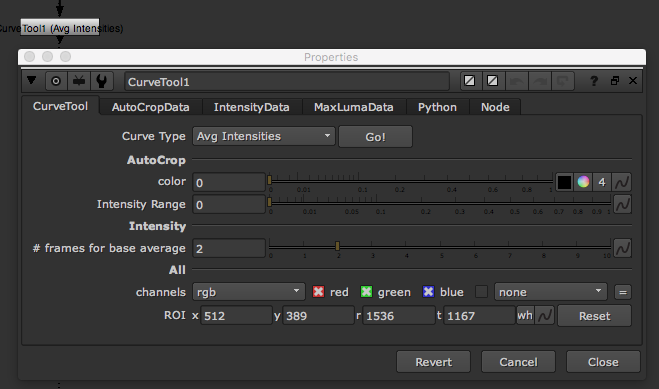 CurveTool1 (Avg Intensities)
Properties
CurveTool1 ?
CurveTool AutoCropData IntensityData MaxLumaData Python Node
Curve Type Avg Intensities Go!
AutoCrop
color 0 4
0 0.01 0.1 0.2 0.4 0.6 0.8 1
Intensity Range 0
0 0.01 0.05 0.1 0.2 0.3 0.4 0.5 0.6 0.7 0.8 0.9 1
Intensity
# frames for base average 2
0 1 2 3 4 5 6 7 8 9 10
All
channels rgb red green blue none =
ROI x 512 y 389 r 1536 t 1167 wh Reset
Revert Cancel Close